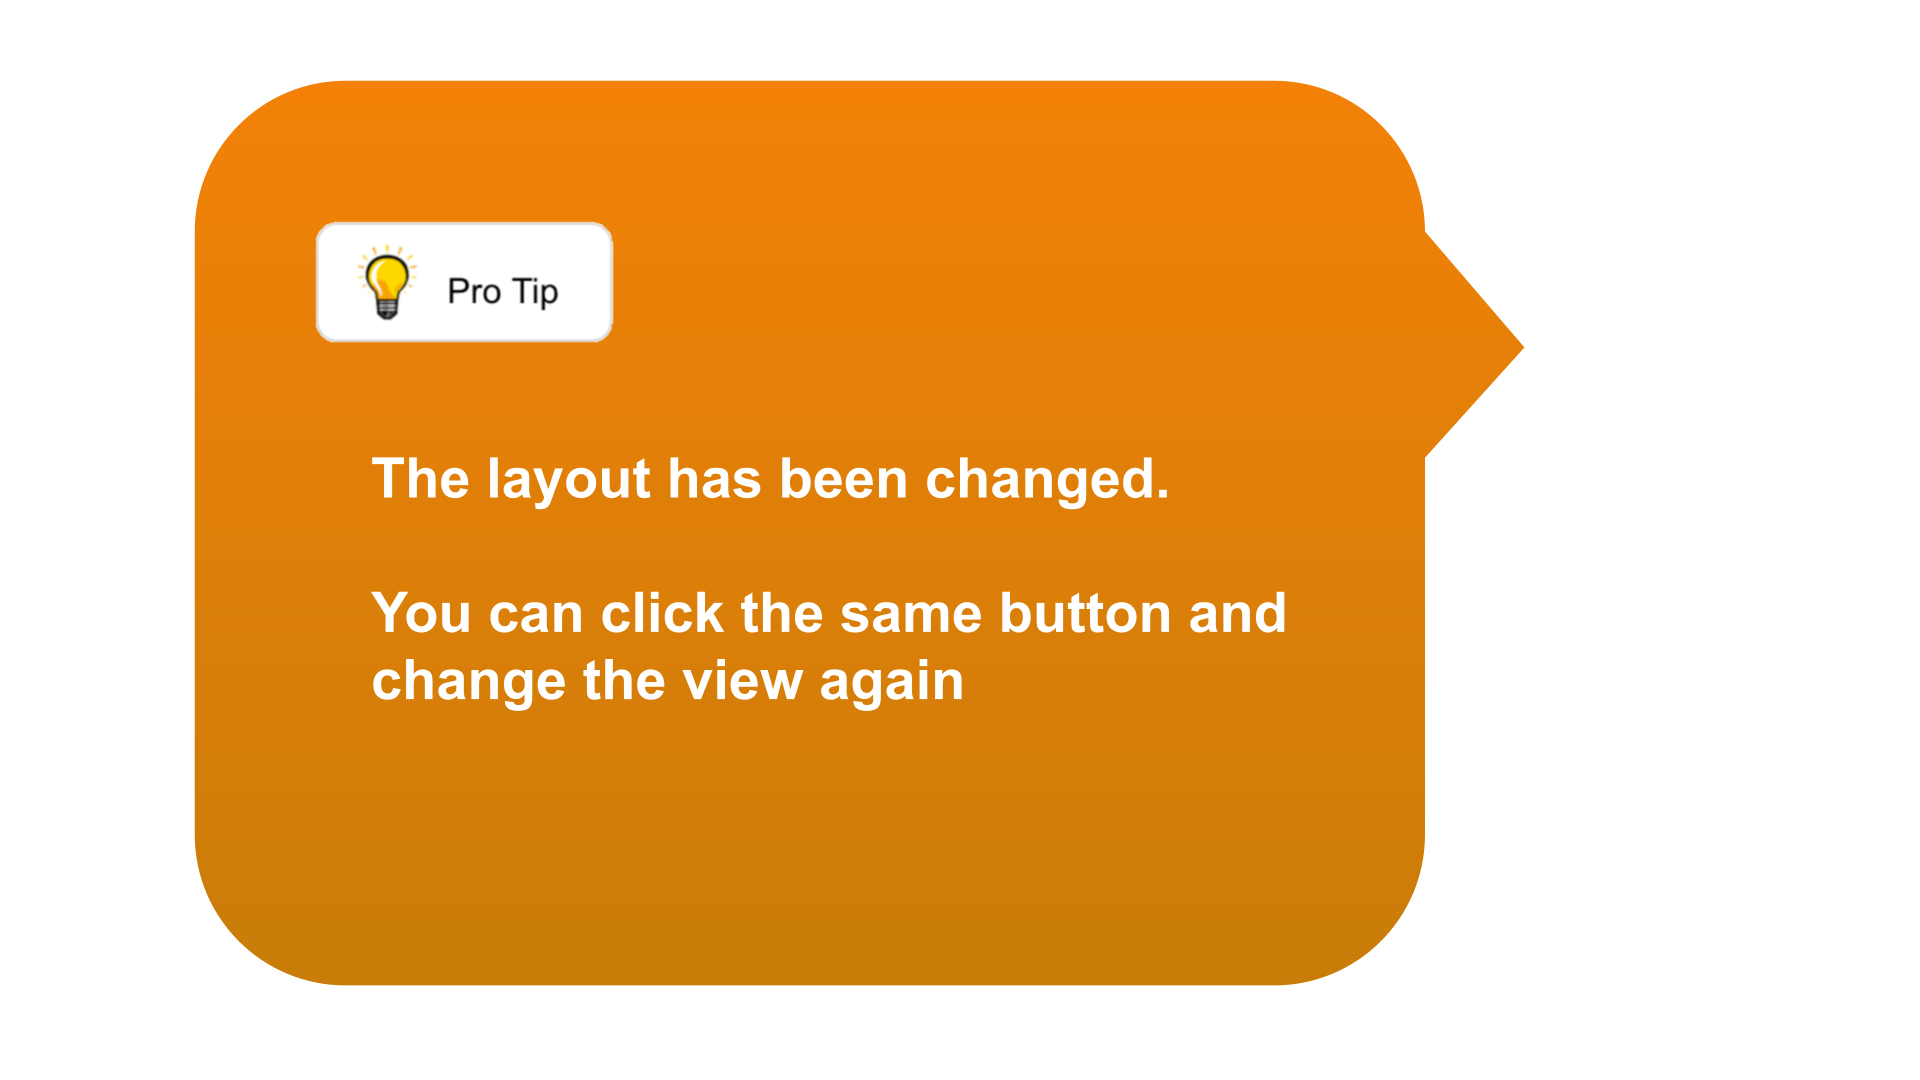 Pro Tip
The layout has been changed.
You can click the same button and
change the view again